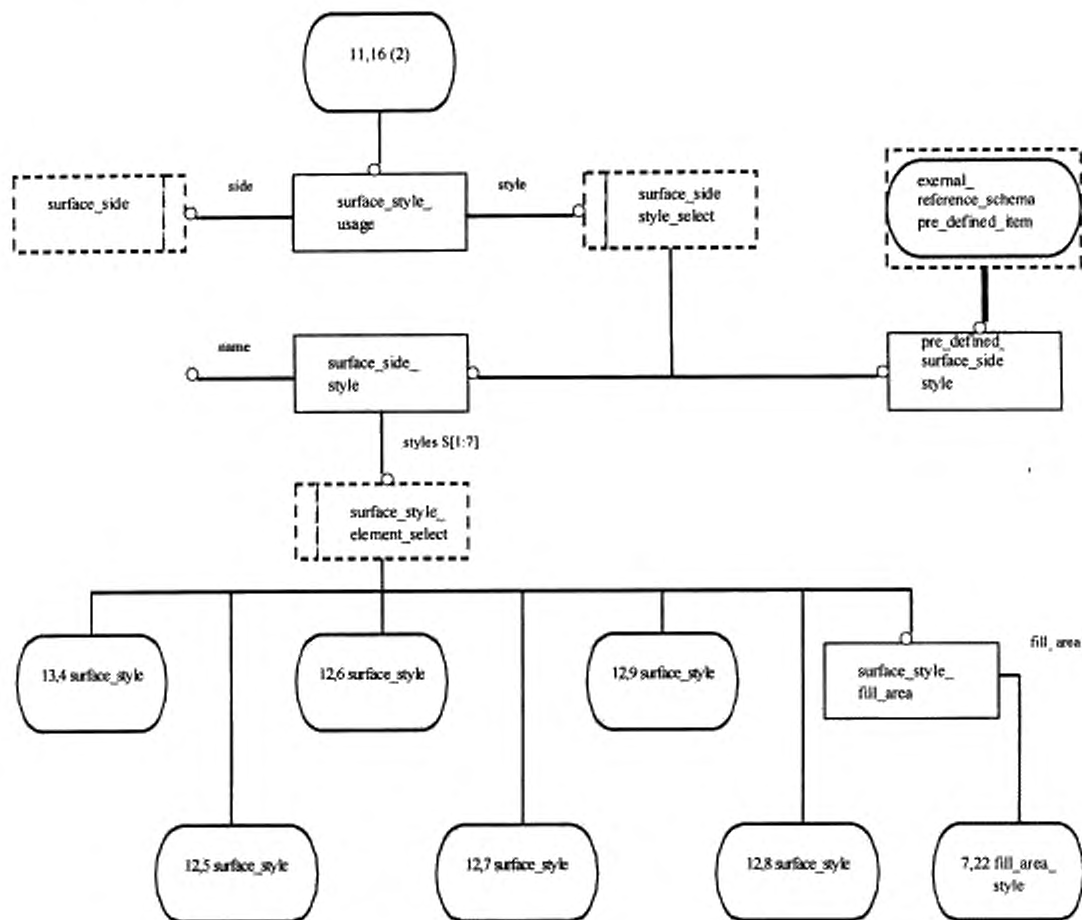 11,16 (2)
surface_side
side
surface_style_
usage
style
surface_side
style_select
exernal_
reference_schema
pre_defined_item
name
surface_side_
style
pre_defined_
surface_side
style
styles S[1:7]
surface_style_
element_select
13,4 surface_style
12,6 surface_style
12,9 surface_style
surface_style_
fill_area
fill_area
12,5 surface_style
12,7 surface_style
12,8 surface_style
7,22 fill_area_
style